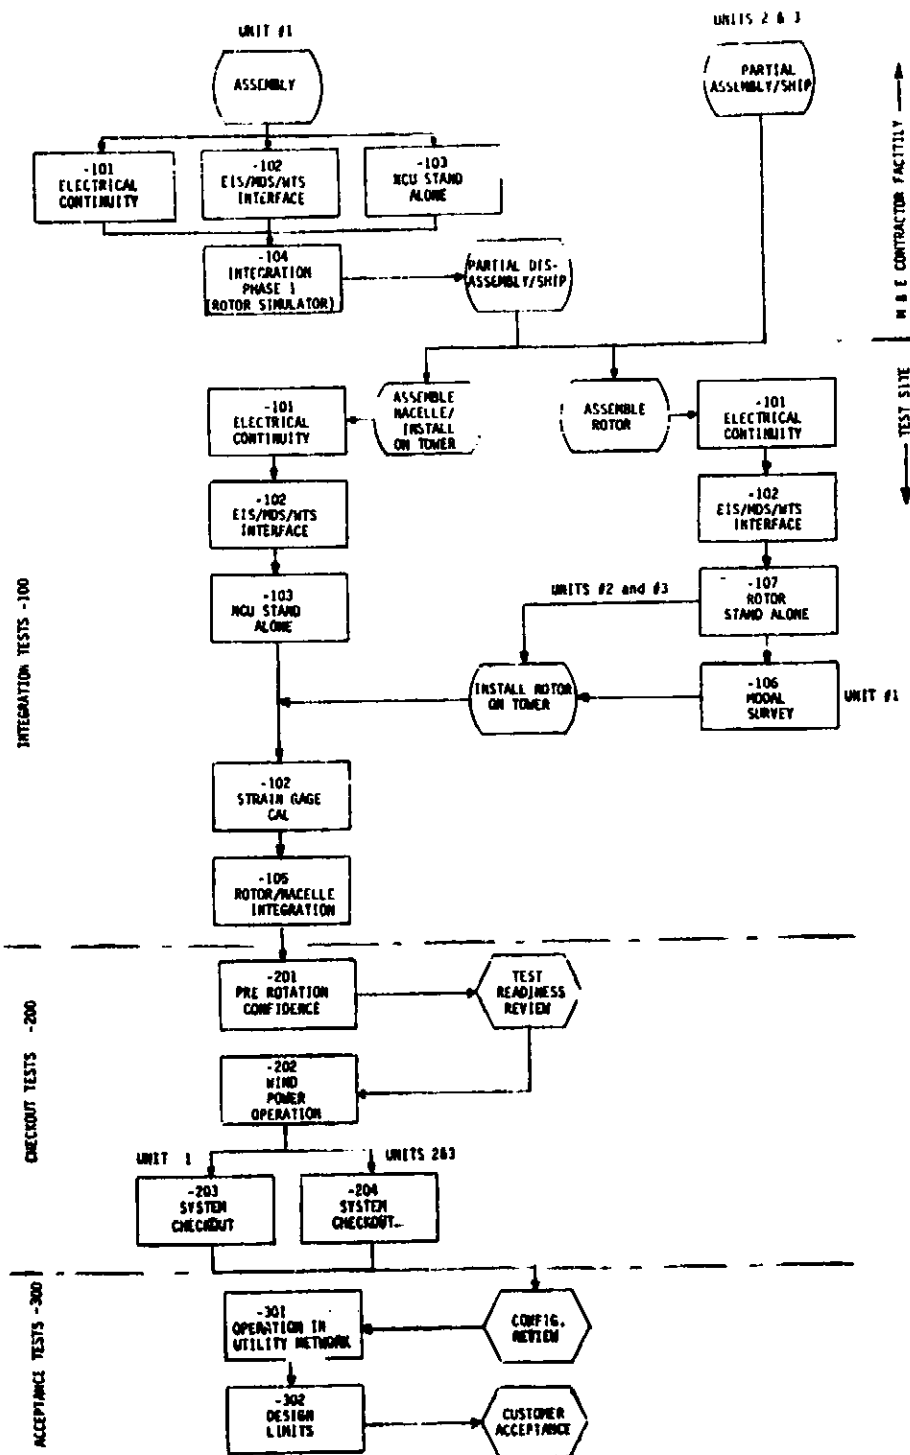 UNIT #1
UNITS 2 & 3
ASSEMBLY
PARTIAL
ASSEMBLY/SHIP
M & E CONTRACTOR FACITILY
-101
ELECTRICAL
CONTINUITY
-102
EIS/MDS/WTS
INTERFACE
-103
NCU STAND
ALONE
-104
INTEGRATION
PHASE 1
(ROTOR SIMULATOR)
PARTIAL DIS-
ASSEMBLY/SHIP
TEST SITE
-101
ELECTRICAL
CONTINUITY
ASSEMBLE
NACELLE/
INSTALL
ON TOWER
ASSEMBLE
ROTOR
-101
ELECTRICAL
CONTINUITY
-102
EIS/MDS/WTS
INTERFACE
-102
EIS/MDS/WTS
INTERFACE
INTEGRATION TESTS -100
-103
NCU STAND
ALONE
UNITS #2 and #3
-107
ROTOR
STAND ALONE
INSTALL ROTOR
ON TOWER
-106
MODAL
SURVEY
UNIT #1
-102
STRAIN GAGE
CAL
-105
ROTOR/NACELLE
INTEGRATION
CHECKOUT TESTS -200
-201
PRE ROTATION
CONFIDENCE
TEST
READINESS
REVIEW
-202
WIND
POWER
OPERATION
UNIT 1
UNITS 2&3
-203
SYSTEM
CHECKOUT
-204
SYSTEM
CHECKOUT
ACCEPTANCE TESTS -300
-301
OPERATION IN
UTILITY NETWORK
CONFIG.
REVIEW
-302
DESIGN
LIMITS
CUSTOMER
ACCEPTANCE